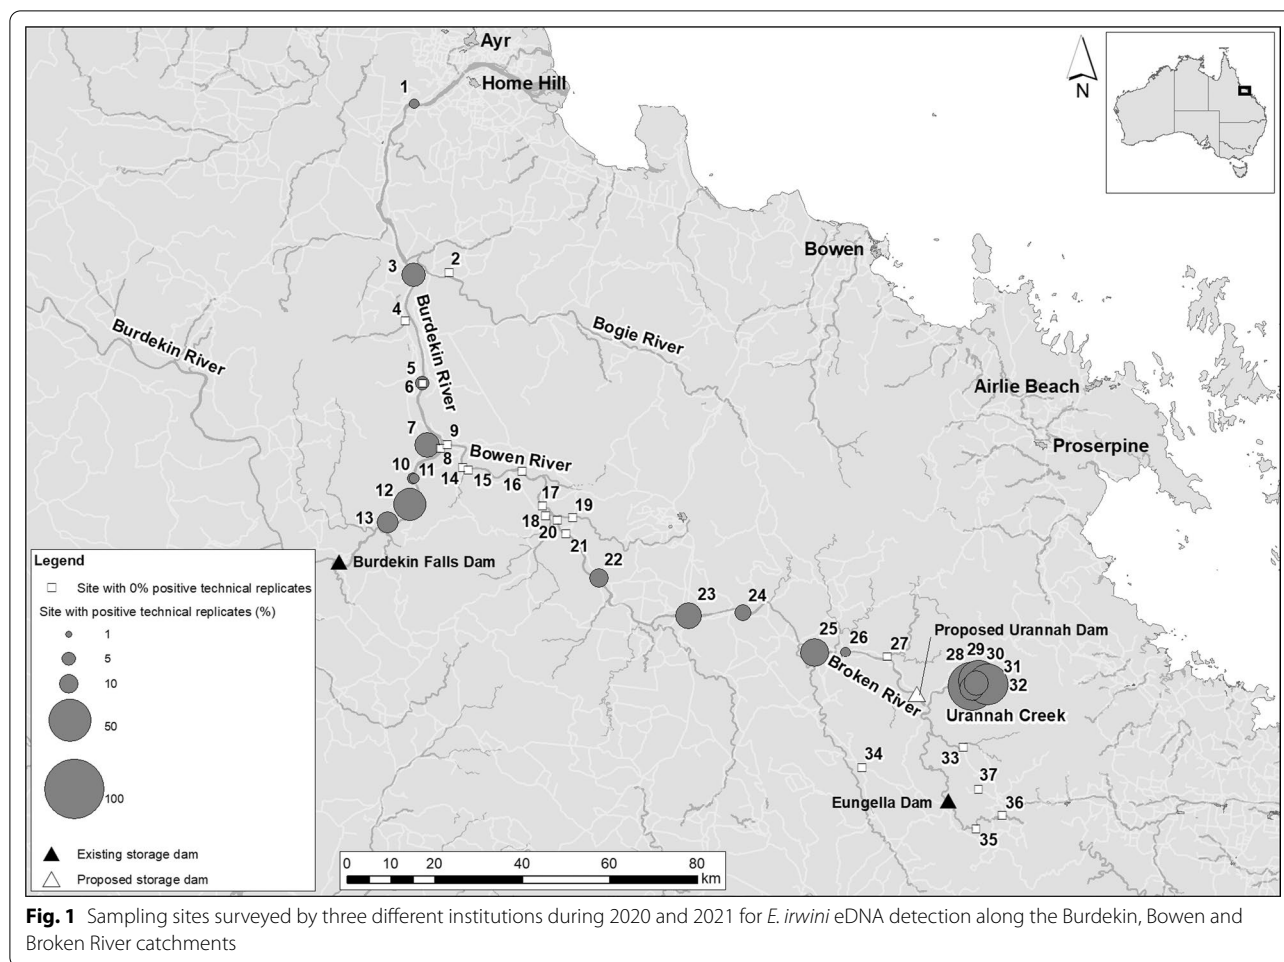 Ayr
Home Hill
1
N
Bowen
3
2
4
Burdekin River
Burdekin River
Bogie River
5
6
Airlie Beach
Proserpine
7
9
8
Bowen River
10
11
14
15
16
12
13
17
19
18
20
21
Burdekin Falls Dam
22
23
24
25
26
27
Proposed Urannah Dam
28
29
30
31
32
Broken River
Urannah Creek
33
34
37
Eungella Dam
36
35
Legend
Site with 0% positive technical replicates
Site with positive technical replicates (%)
1
5
10
50
100
Existing storage dam
Proposed storage dam
0 10 20 40 60 80
km
Fig. 1 Sampling sites surveyed by three different institutions during 2020 and 2021 for E. irwini eDNA detection along the Burdekin, Bowen and
Broken River catchments